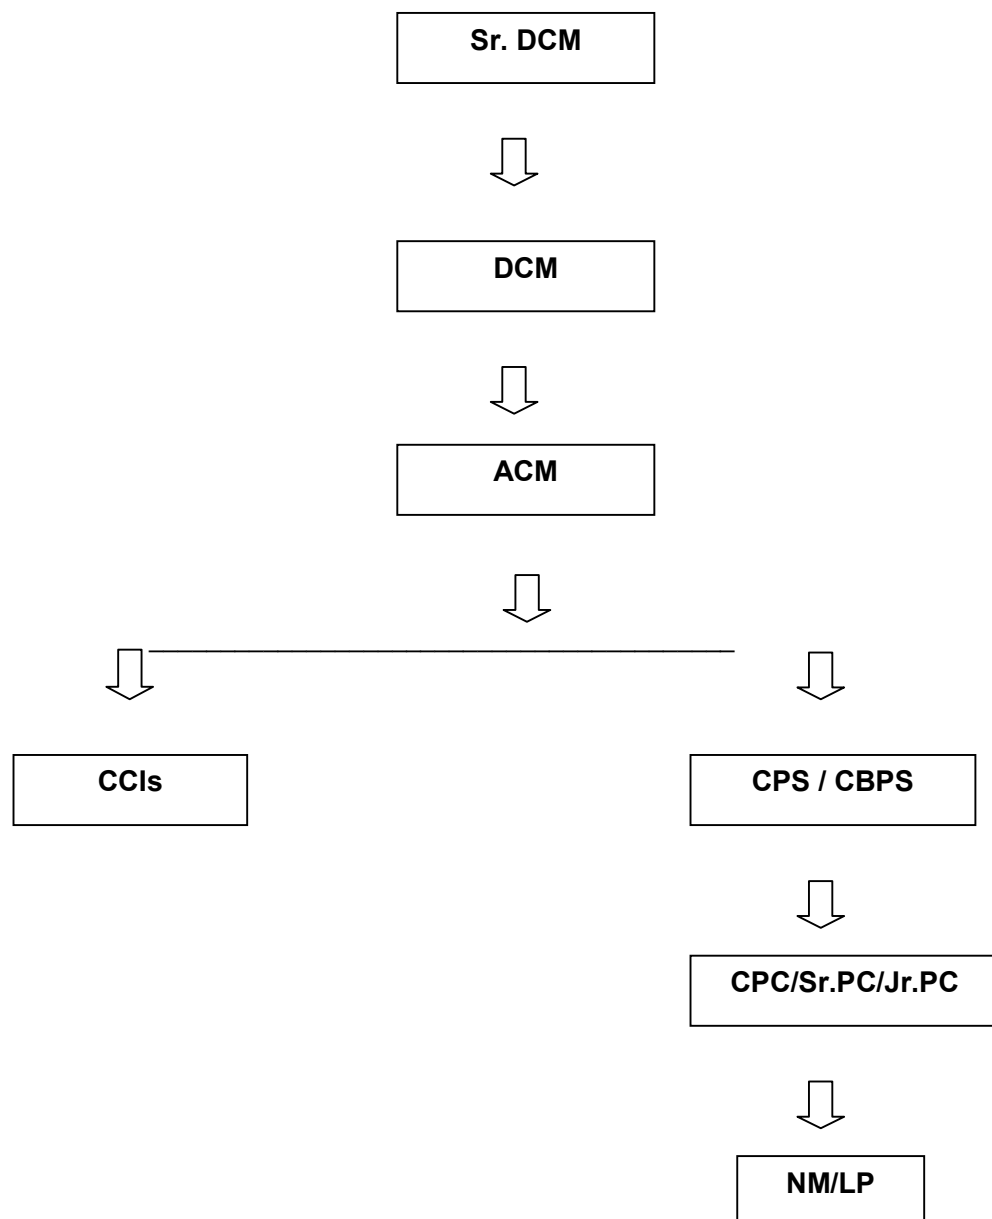 Sr. DCM
DCM
ACM
CCIs
CPS / CBPS
CPC/Sr.PC/Jr.PC
NM/LP